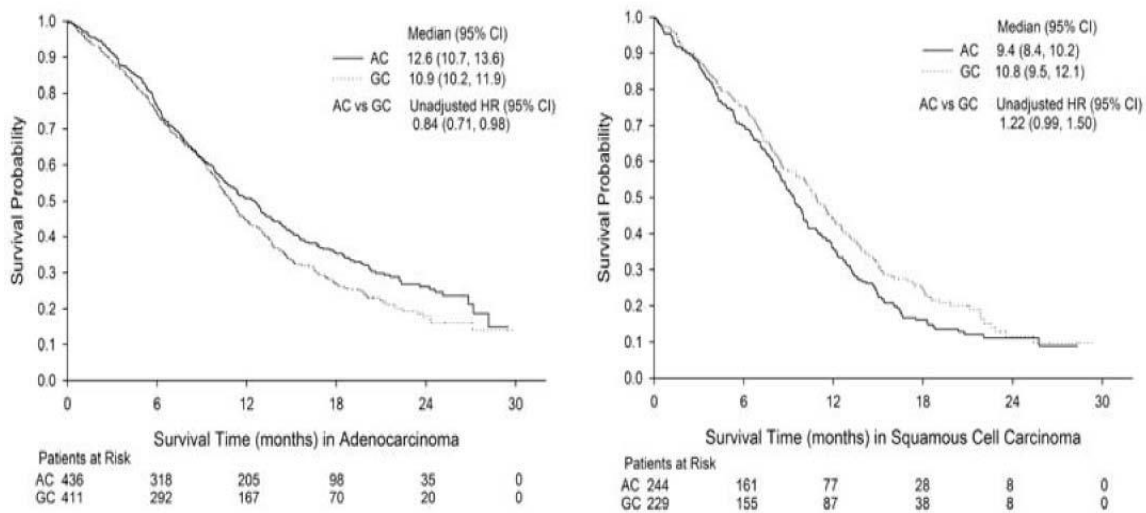 Median (95% CI)
AC 12.6 (10.7, 13.6)
GC 10.9 (10.2, 11.9)
AC vs GC Unadjusted HR (95% CI)
0.84 (0.71, 0.98)
Survival Probability
1.0
0.9
0.8
0.7
0.6
0.5
0.4
0.3
0.2
0.1
0.0
0 6 12 18 24 30
Survival Time (months) in Adenocarcinoma
Patients at Risk
AC 436 318 205 98 35 0
GC 411 292 167 70 20 0
Median (95% CI)
AC 9.4 (8.4, 10.2)
GC 10.8 (9.5, 12.1)
AC vs GC Unadjusted HR (95% CI)
1.22 (0.99, 1.50)
Survival Probability
1.0
0.9
0.8
0.7
0.6
0.5
0.4
0.3
0.2
0.1
0.0
0 6 12 18 24 30
Survival Time (months) in Squamous Cell Carcinoma
Patients at Risk
AC 244 161 77 28 8 0
GC 229 155 87 38 8 0